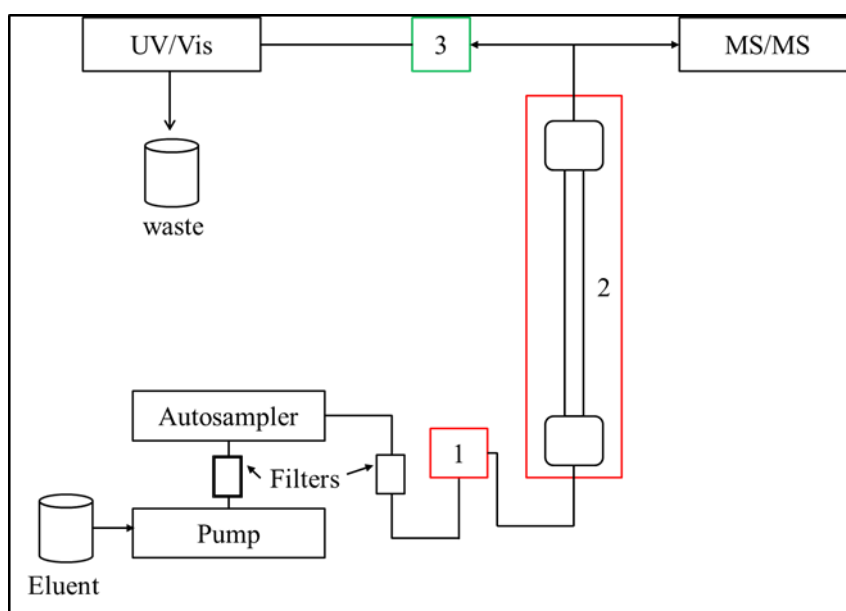 UV/Vis
3
MS/MS
waste
2
Autosampler
1
Filters
Pump
Eluent